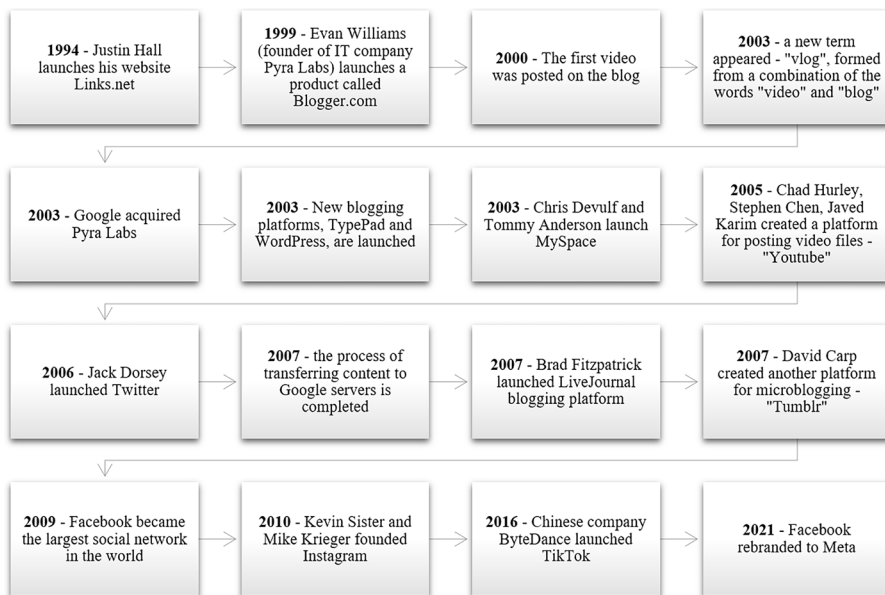 1994 - Justin Hall
launches his website
Links.net
1999 - Evan Williams
(founder of IT company
Pyra Labs) launches a
product called
Blogger.com
2000 - The first video
was posted on the blog
2003 - a new term
appeared - "vlog", formed
from a combination of the
words "video" and "blog"
2003 - Google acquired
Pyra Labs
2003 - New blogging
platforms, TypePad and
WordPress, are launched
2003 - Chris Devulf and
Tommy Anderson launch
MySpace
2005 - Chad Hurley,
Stephen Chen, Javed
Karim created a platform
for posting video files -
"Youtube"
2006 - Jack Dorsey
launched Twitter
2007 - the process of
transferring content to
Google servers is
completed
2007 - Brad Fitzpatrick
launched LiveJournal
blogging platform
2007 - David Carp
created another platform
for microblogging -
"Tumblr"
2009 - Facebook became
the largest social network
in the world
2010 - Kevin Sister and
Mike Krieger founded
Instagram
2016 - Chinese company
ByteDance launched
TikTok
2021 - Facebook
rebranded to Meta